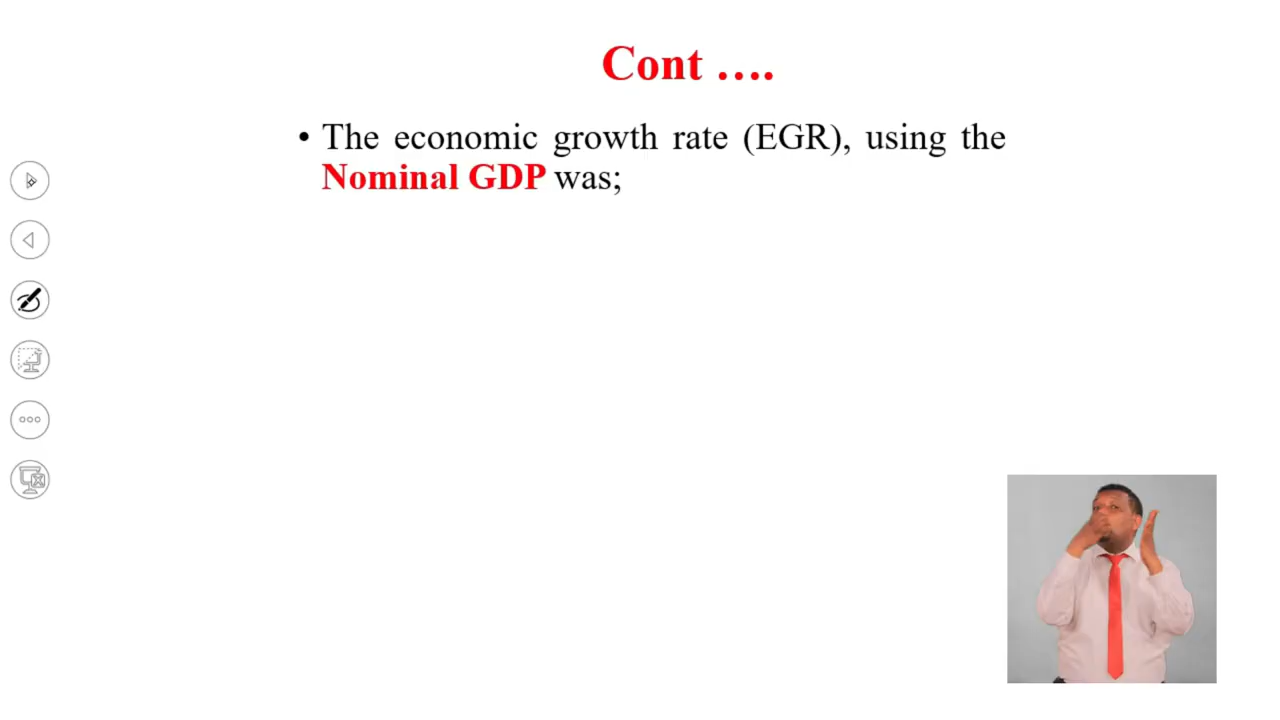 Cont ….
• The economic growth rate (EGR), using the
Nominal GDP was;